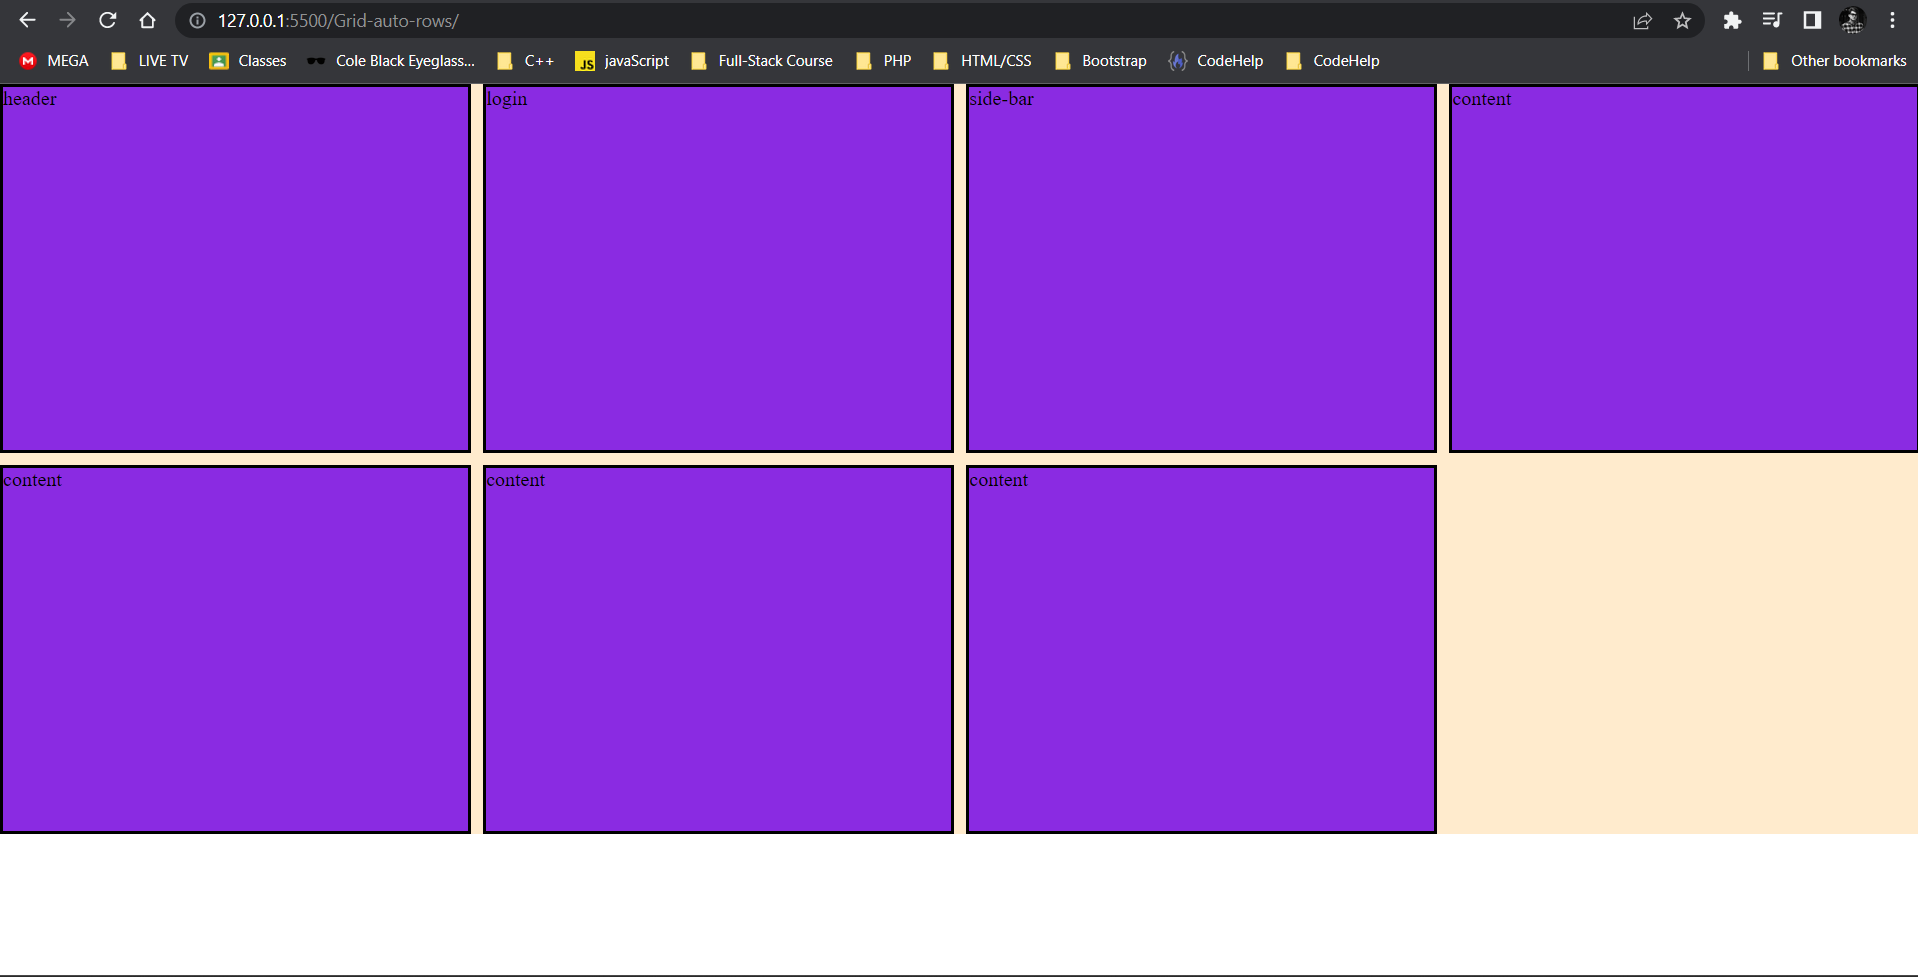 127.0.0.1:5500/Grid-auto-rows/
MEGA LIVE TV Classes Cole Black Eyeglass... C++ JS javaScript Full-Stack Course PHP HTML/CSS Bootstrap CodeHelp CodeHelp Other bookmarks
header login side-bar content
content content content